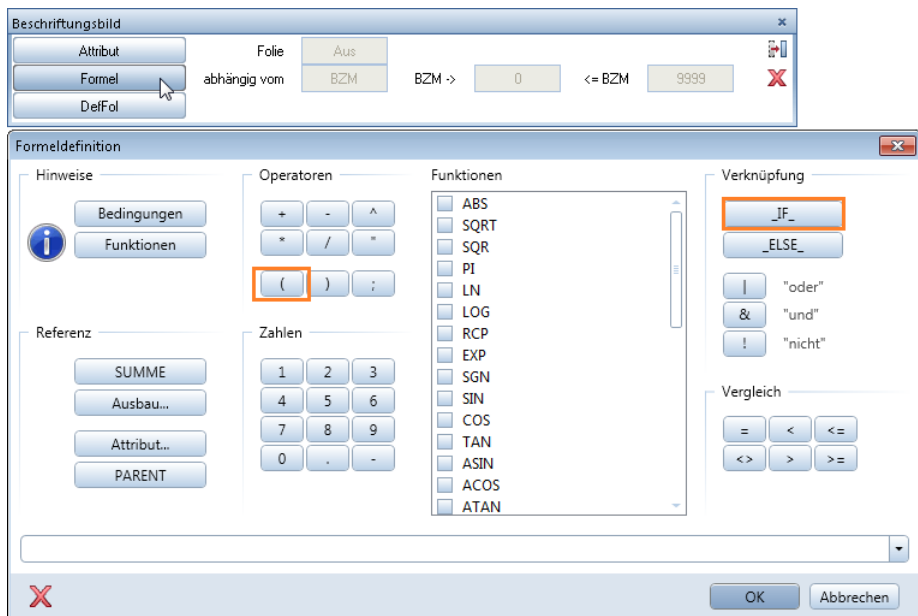 Beschriftungsbild
Attribut Folie Aus
Formel abhängig vom BZM BZM -> 0 <= BZM 9999
DefFol
Formeldefinition
Hinweise
Bedingungen
Funktionen
Operatoren
+ - ^
* / "
( ) ;
Funktionen
ABS
SQRT
SQR
PI
LN
LOG
RCP
EXP
SGN
SIN
COS
TAN
ASIN
ACOS
ATAN
Verknüpfung
_IF_
_ELSE_
| "oder"
& "und"
! "nicht"
Referenz
SUMME
Ausbau...
Attribut...
PARENT
Zahlen
1 2 3
4 5 6
7 8 9
0 . -
Vergleich
= < <=
<> > >=
OK Abbrechen